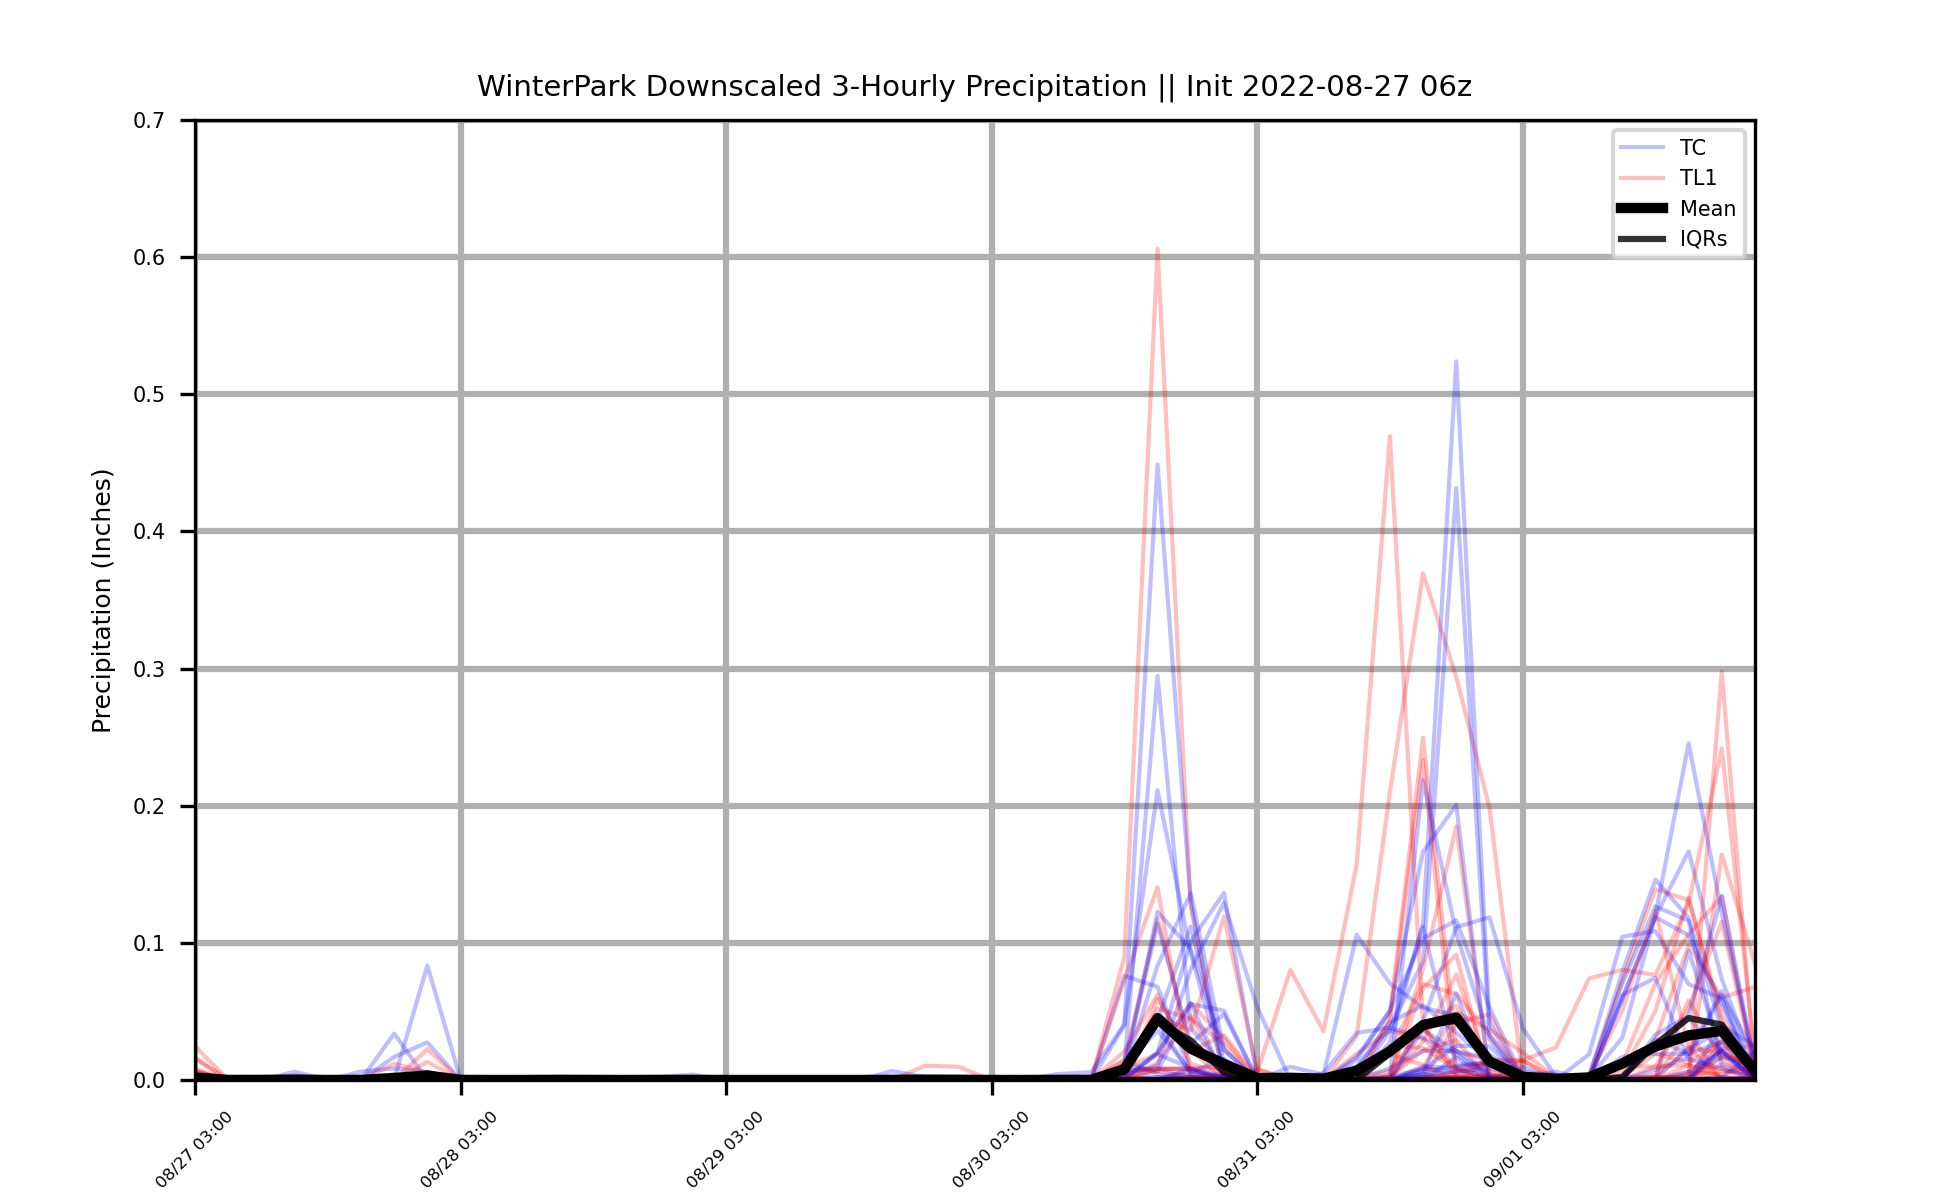 WinterPark Downscaled 3-Hourly Precipitation || Init 2022-08-27 06z
0.7
0.6
0.5
0.4
0.3
0.2
0.1
0.0
Precipitation (Inches)
TC
TL1
Mean
IQRs
08/27 03:00
08/28 03:00
08/29 03:00
08/30 03:00
08/31 03:00
09/01 03:00